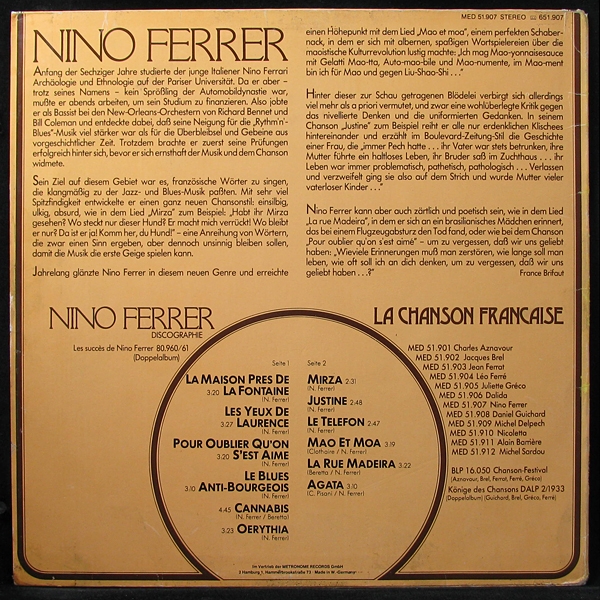 MED 51.907 STEREO 651.907
NINO FERRER
Anfang der Sechziger Jahre studierte der junge Italiener Nino Ferrari
Archäologie und Ethnologie auf der Pariser Universität. Da er aber -
trotz seines Namens - kein Sprößling der Automobildynastie war,
mußte er abends arbeiten, um sein Studium zu finanzieren. Also jobte
er als Bassist bei den New-Orleans-Orchestern von Richard Bennet und
Bill Coleman und entdeckte dabei, daß seine Neigung für die „Rythm'n'-
Blues"-Musik viel stärker war als für die Überbleibsel und Gebeine aus
vorgeschichtlicher Zeit. Trotzdem brachte er zuerst seine Prüfungen
erfolgreich hinter sich, bevor er sich ernsthaft der Musik und dem Chanson
widmete.
Sein Ziel auf diesem Gebiet war es, französische Wörter zu singen,
die klangmäßig zu der Jazz- und Blues-Musik paßten. Mit sehr viel
Spitzfindigkeit entwickelte er einen ganz neuen Chansonstil: einsilbig,
ulkig, absurd, wie in dem Lied „Mirza" zum Beispiel: „Habt ihr Mirza
gesehen? Wo steckt nur dieser Hund? Er macht mich verrückt! Wo bleibt
er nur? Da ist er ja! Komm her, du Hund!" – eine Anreihung von Wörtern,
die zwar einen Sinn ergeben, aber dennoch unsinnig bleiben sollen,
damit die Musik die erste Geige spielen kann.
Jahrelang glänzte Nino Ferrer in diesem neuen Genre und erreichte
einen Höhepunkt mit dem Lied „Mao et moa", einem perfekten Schaber-
nack, in dem er sich mit albernen, spaßigen Wortspielereien über die
maoistische Kulturrevolution lustig machte: „Ich mag Mao-yonnaisesauce
mit Gelatti Mao-tta, Auto-mao-bile und Mao-numente, im Mao-ment
bin ich für Mao und gegen Liu-Shao-Shi . . ."
Hinter dieser zur Schau getragenen Blödelei verbirgt sich allerdings
viel mehr als a priori vermutet, und zwar eine wohlüberlegte Kritik gegen
das nivellierte Denken und die uniformierten Gedanken. In seinem
Chanson „Justine" zum Beispiel reiht er alle nur erdenklichen Klischees
hintereinander und erzählt im Boulevard-Zeitung-Stil die Geschichte
einer Frau, die „immer Pech hatte . . . ihr Vater war stets betrunken, ihre
Mutter führte ein haltloses Leben, ihr Bruder saß im Zuchthaus . . . ihr
Leben war immer problematisch, pathetisch, pathologisch . . . Verlassen
und verzweifelt ging sie also auf dem Strich und wurde Mutter vieler
vaterloser Kinder . . ."
Nino Ferrer kann aber auch zärtlich und poetisch sein, wie in dem Lied
„La rue Madeira", in dem er sich an ein brasilianisches Mädchen erinnert,
das bei einem Flugzeugabsturz den Tod fand, oder wie bei dem Chanson
„Pour oublier qu'on s'est aimé" – um zu vergessen, daß wir uns geliebt
haben: „Wieviele Erinnerungen muß man zerstören, wie lange soll man
leben, wie oft soll ich an dich denken, um zu vergessen, daß wir uns
geliebt haben . . .?"
France Brifaut
NINO FERRER
DISCOGRAPHIE
Les succès de Nino Ferrer 80.960/61
(Doppelalbum)
Seite 1
LA MAISON PRES DE
3:20 LA FONTAINE
(N. Ferrer)
LES YEUX DE
3:27 LAURENCE
(N. Ferrer)
POUR OUBLIER QU'ON
3:20 S'EST AIME
(N. Ferrer)
LE BLUES
3:10 ANTI-BOURGEOIS
(N. Ferrer)
4:45 CANNABIS
(N. Ferrer / Beretta)
3:23 OERYTHIA
(N. Ferrer)
Seite 2
MIRZA 2:31
(N. Ferrer)
JUSTINE 2:48
(N. Ferrer)
LE TELEFON 2:47
(N. Ferrer)
MAO ET MOA 3:19
(Clothaire / N. Ferrer)
LA RUE MADEIRA 3:22
(Beretta / N. Ferrer)
AGATA 3:10
(C. Pisani / N. Ferrer)
LA CHANSON FRANCAISE
MED 51.901 Charles Aznavour
MED 51.902 Jacques Brel
MED 51.903 Jean Ferrat
MED 51.904 Léo Ferré
MED 51.905 Juliette Gréco
MED 51.906 Dalida
MED 51.907 Nino Ferrer
MED 51.908 Daniel Guichard
MED 51.909 Michel Delpech
MED 51.910 Nicoletta
MED 51.911 Alain Barrière
MED 51.912 Michel Sardou
BLP 16.050 Chanson-Festival
(Aznavour, Brel, Ferrat, Ferré, Gréco)
Könige des Chansons DALP 2/1933
(Doppelalbum) (Guichard, Brel, Gréco, Ferré)
Im Vertrieb der METRONOME RECORDS GmbH
2 Hamburg 1, Hammerbrookstraße 73 · Made in W.-Germany